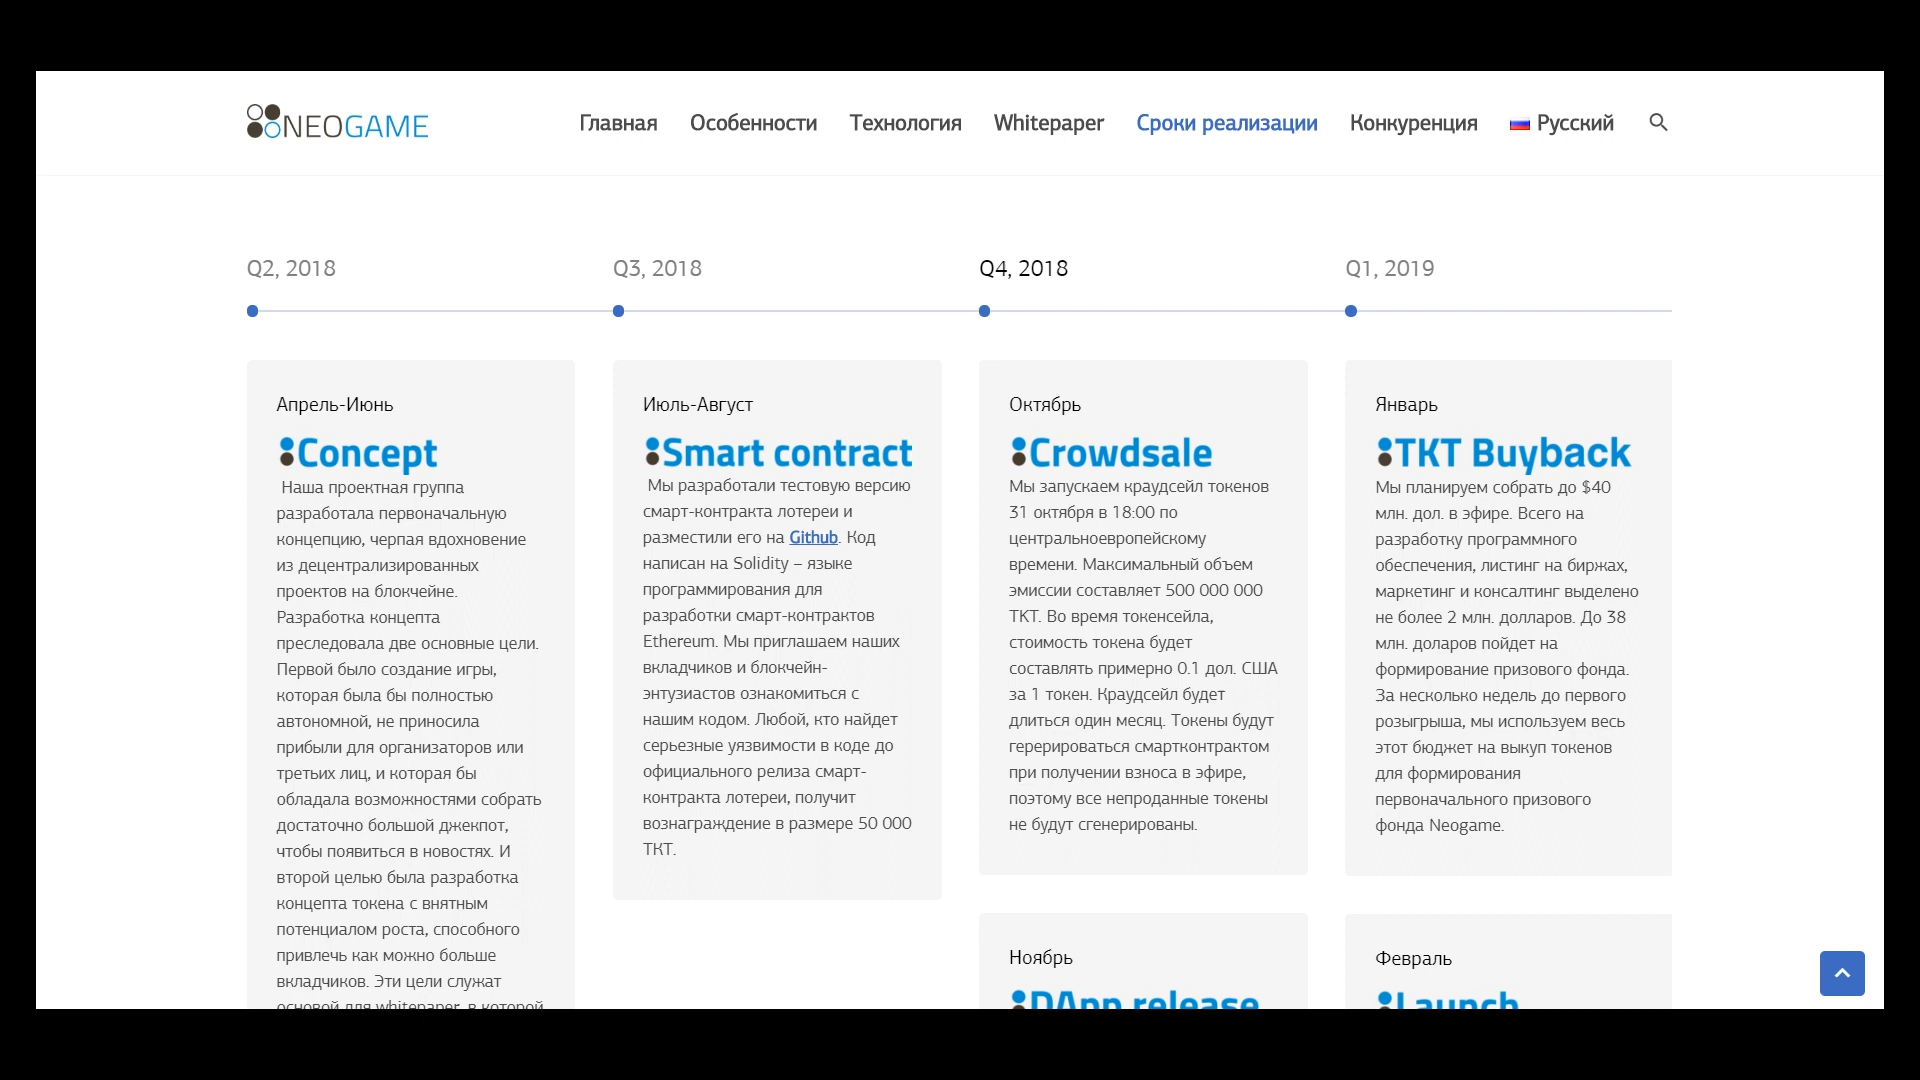 NEOGAME
Главная Особенности Технология Whitepaper Сроки реализации Конкуренция Русский
Q2, 2018
Апрель-Июнь
Concept
Наша проектная группа
разработала первоначальную
концепцию, черпая вдохновение
из децентрализированных
проектов на блокчейне.
Разработка концепта
преследовала две основные цели.
Первой было создание игры,
которая была бы полностью
автономной, не приносила
прибыли для организаторов или
третьих лиц, и которая бы
обладала возможностями собрать
достаточно большой джекпот,
чтобы появиться в новостях. И
второй целью была разработка
концепта токена с внятным
потенциалом роста, способного
привлечь как можно больше
вкладчиков. Эти цели служат
основой для whitepaper, в которой
Q3, 2018
Июль-Август
Smart contract
Мы разработали тестовую версию
смарт-контракта лотереи и
разместили его на Github. Код
написан на Solidity – языке
программирования для
разработки смарт-контрактов
Ethereum. Мы приглашаем наших
вкладчиков и блокчейн-
энтузиастов ознакомиться с
нашим кодом. Любой, кто найдет
серьезные уязвимости в коде до
официального релиза смарт-
контракта лотереи, получит
вознаграждение в размере 50 000
ТКТ.
Q4, 2018
Октябрь
Crowdsale
Мы запускаем краудсейл токенов
31 октября в 18:00 по
центральноевропейскому
времени. Максимальный объем
эмиссии составляет 500 000 000
ТКТ. Во время токенсейла,
стоимость токена будет
составлять примерно 0.1 дол. США
за 1 токен. Краудсейл будет
длиться один месяц. Токены будут
герерироваться смартконтрактом
при получении взноса в эфире,
поэтому все непроданные токены
не будут сгенерированы.
Ноябрь
DApp release
Q1, 2019
Январь
TKT Buyback
Мы планируем собрать до $40
млн. дол. в эфире. Всего на
разработку программного
обеспечения, листинг на биржах,
маркетинг и консалтинг выделено
не более 2 млн. долларов. До 38
млн. доларов пойдет на
формирование призового фонда.
За несколько недель до первого
розыгрыша, мы используем весь
этот бюджет на выкуп токенов
для формирования
первоначального призового
фонда Neogame.
Февраль
Launch